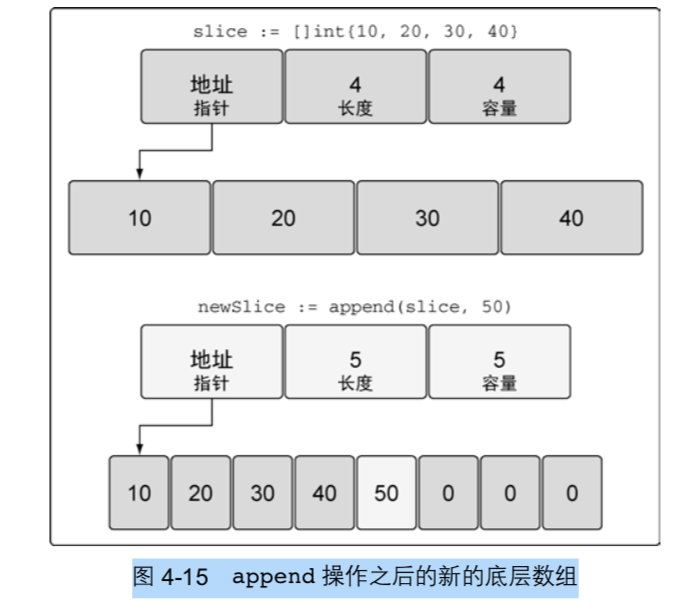 slice := []int{10, 20, 30, 40}
地址 4 4
指针 长度 容量
10 20 30 40
newSlice := append(slice, 50)
地址 5 5
指针 长度 容量
10 20 30 40 50 0 0 0
图 4-15 append 操作之后的新的底层数组